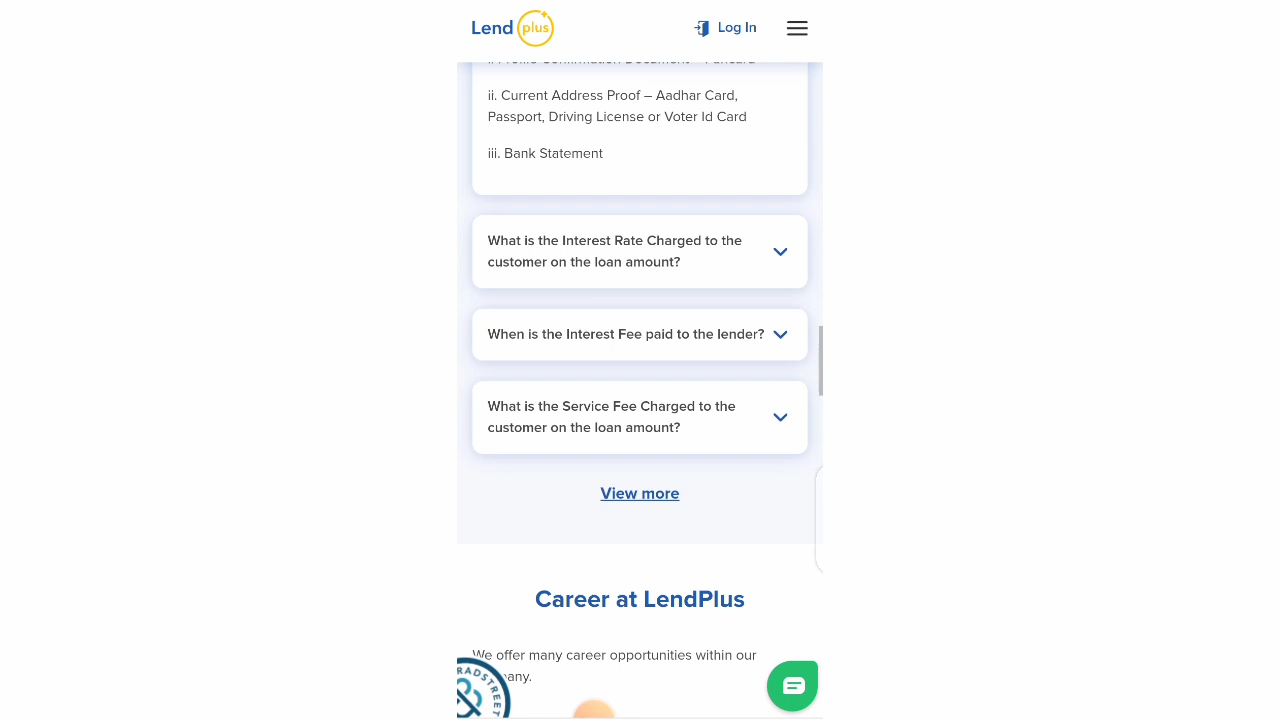 Lend plus
Log In
ii. Current Address Proof – Aadhar Card,
Passport, Driving License or Voter Id Card
iii. Bank Statement
What is the Interest Rate Charged to the
customer on the loan amount?
When is the Interest Fee paid to the lender?
What is the Service Fee Charged to the
customer on the loan amount?
View more
Career at LendPlus
We offer many career opportunities within our